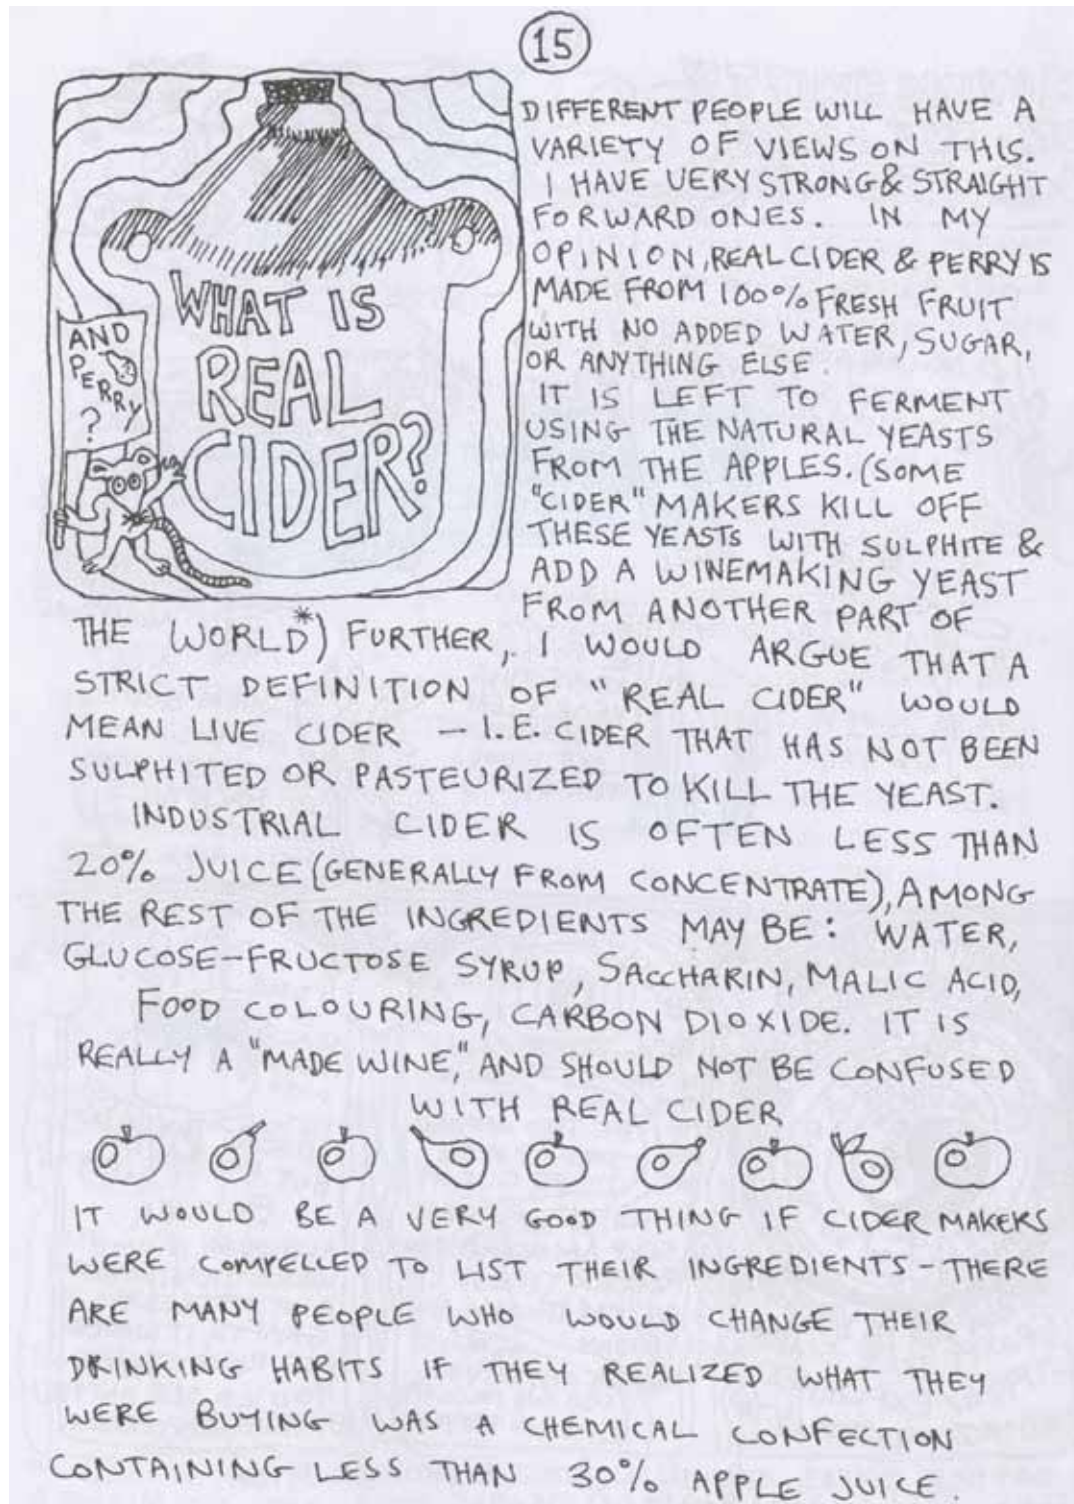 15
WHAT IS
REAL
CIDER?
AND
PERRY
?
DIFFERENT PEOPLE WILL HAVE A
VARIETY OF VIEWS ON THIS.
I HAVE VERY STRONG & STRAIGHT
FORWARD ONES. IN MY
OPINION, REAL CIDER & PERRY IS
MADE FROM 100% FRESH FRUIT
WITH NO ADDED WATER, SUGAR,
OR ANYTHING ELSE.
IT IS LEFT TO FERMENT
USING THE NATURAL YEASTS
FROM THE APPLES. (SOME
"CIDER" MAKERS KILL OFF
THESE YEASTS WITH SULPHITE &
ADD A WINEMAKING YEAST
FROM ANOTHER PART OF
THE WORLD*) FURTHER, I WOULD ARGUE THAT A
STRICT DEFINITION OF "REAL CIDER" WOULD
MEAN LIVE CIDER – I.E. CIDER THAT HAS NOT BEEN
SULPHITED OR PASTEURIZED TO KILL THE YEAST.
INDUSTRIAL CIDER IS OFTEN LESS THAN
20% JUICE (GENERALLY FROM CONCENTRATE), AMONG
THE REST OF THE INGREDIENTS MAY BE: WATER,
GLUCOSE-FRUCTOSE SYRUP, SACCHARIN, MALIC ACID,
FOOD COLOURING, CARBON DIOXIDE. IT IS
REALLY A "MADE WINE," AND SHOULD NOT BE CONFUSED
WITH REAL CIDER
IT WOULD BE A VERY GOOD THING IF CIDER MAKERS
WERE COMPELLED TO LIST THEIR INGREDIENTS – THERE
ARE MANY PEOPLE WHO WOULD CHANGE THEIR
DRINKING HABITS IF THEY REALIZED WHAT THEY
WERE BUYING WAS A CHEMICAL CONFECTION
CONTAINING LESS THAN 30% APPLE JUICE.